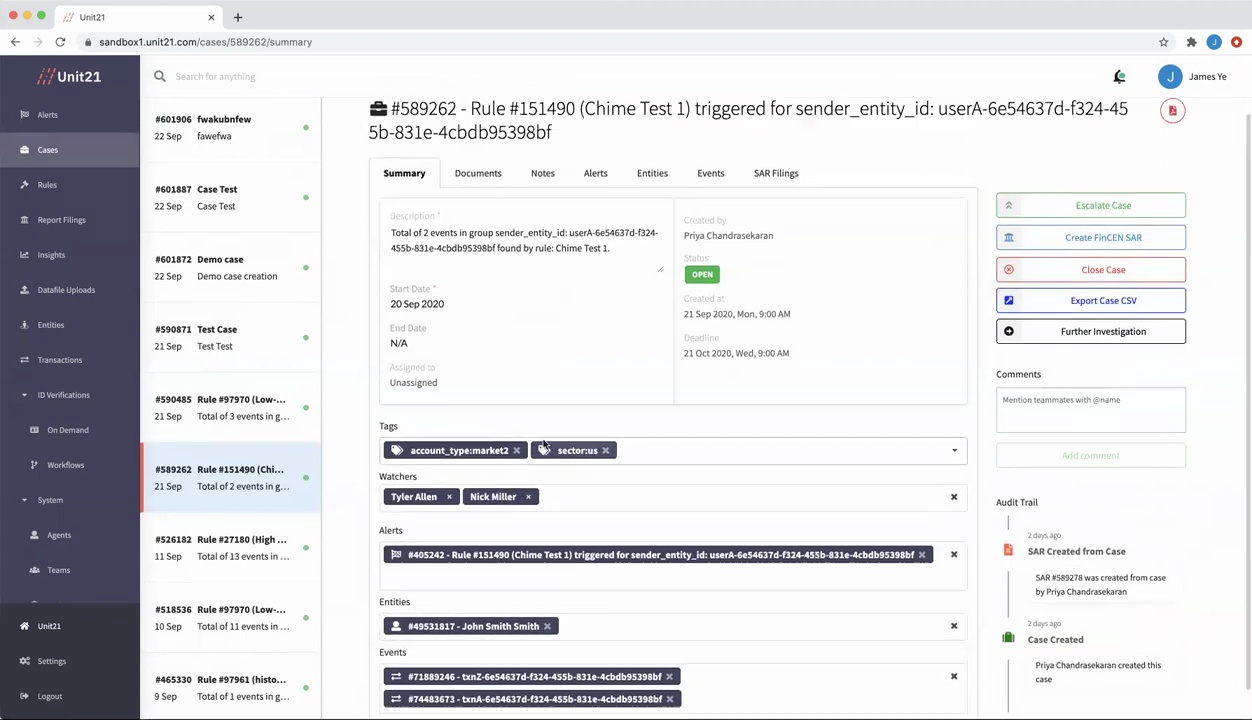 Unit21
sandbox1.unit21.com/cases/589262/summary
J
Unit21
Search for anything
J James Ye
Alerts
Cases
Rules
Report Filings
Insights
Datafile Uploads
Entities
Transactions
ID Verifications
On Demand
Workflows
System
Agents
Teams
Unit21
Settings
Logout
#601906 fwakubnfew
22 Sep fawefwa
#601887 Case Test
22 Sep Case Test
#601872 Demo case
22 Sep Demo case creation
#590871 Test Case
21 Sep Test Test
#590485 Rule #97970 (Low-...
21 Sep Total of 3 events in g...
#589262 Rule #151490 (Chi...
21 Sep Total of 2 events in g...
#526182 Rule #27180 (High ...
11 Sep Total of 13 events in ...
#518536 Rule #97970 (Low-...
10 Sep Total of 11 events in ...
#465330 Rule #97961 (histo...
9 Sep Total of 1 events in g...
#589262 - Rule #151490 (Chime Test 1) triggered for sender_entity_id: userA-6e54637d-f324-45
5b-831e-4cbdb95398bf
Summary Documents Notes Alerts Entities Events SAR Filings
Description *
Total of 2 events in group sender_entity_id: userA-6e54637d-f324-
455b-831e-4cbdb95398bf found by rule: Chime Test 1.
Start Date *
20 Sep 2020
End Date
N/A
Assigned to
Unassigned
Created by
Priya Chandrasekaran
Status
OPEN
Created at
21 Sep 2020, Mon, 9:00 AM
Deadline
21 Oct 2020, Wed, 9:00 AM
Tags
account_type:market2 sector:us
Watchers
Tyler Allen Nick Miller
Alerts
#405242 - Rule #151490 (Chime Test 1) triggered for sender_entity_id: userA-6e54637d-f324-455b-831e-4cbdb95398bf
Entities
#49531817 - John Smith Smith
Events
#71889246 - txnZ-6e54637d-f324-455b-831e-4cbdb95398bf
#74483673 - txnA-6e54637d-f324-455b-831e-4cbdb95398bf
Escalate Case
Create FinCEN SAR
Close Case
Export Case CSV
Further Investigation
Comments
Mention teammates with @name
Add comment
Audit Trail
2 days ago
SAR Created from Case
SAR #589278 was created from case
by Priya Chandrasekaran
2 days ago
Case Created
Priya Chandrasekaran created this
case